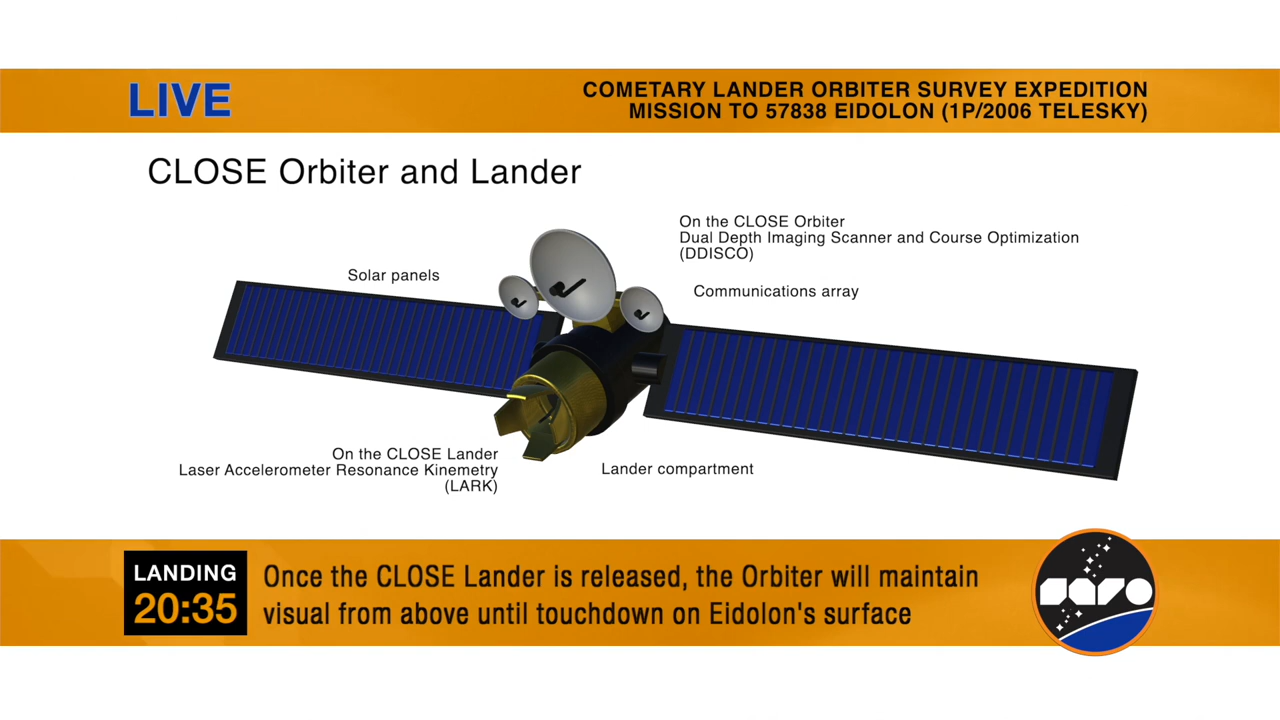 LIVE
COMETARY LANDER ORBITER SURVEY EXPEDITION
MISSION TO 57838 EIDOLON (1P/2006 TELESKY)
CLOSE Orbiter and Lander
On the CLOSE Orbiter
Dual Depth Imaging Scanner and Course Optimization
(DDISCO)
Solar panels
Communications array
On the CLOSE Lander
Laser Accelerometer Resonance Kinemetry
(LARK)
Lander compartment
LANDING
20:35
Once the CLOSE Lander is released, the Orbiter will maintain
visual from above until touchdown on Eidolon's surface